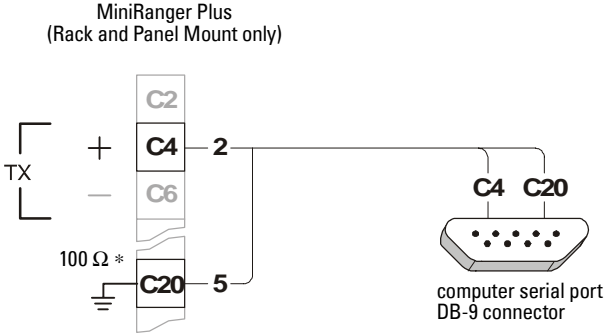 MiniRanger Plus
(Rack and Panel Mount only)
C2
TX + C4 2
− C6
C4 C20
100 Ω *
C20 5
computer serial port
DB-9 connector